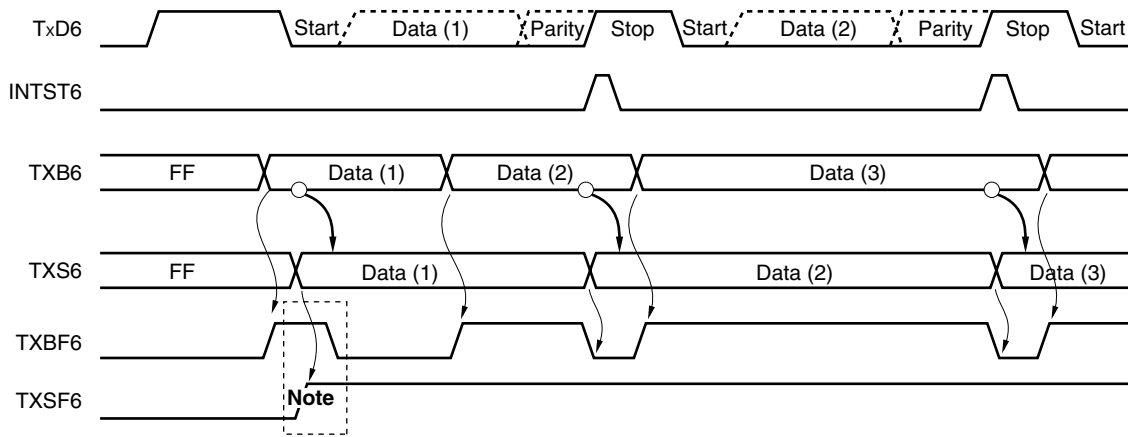 TxD6 Start Data (1) Parity Stop Start Data (2) Parity Stop Start
INTST6
TXB6 FF Data (1) Data (2) Data (3)
TXS6 FF Data (1) Data (2) Data (3)
TXBF6
TXSF6 Note